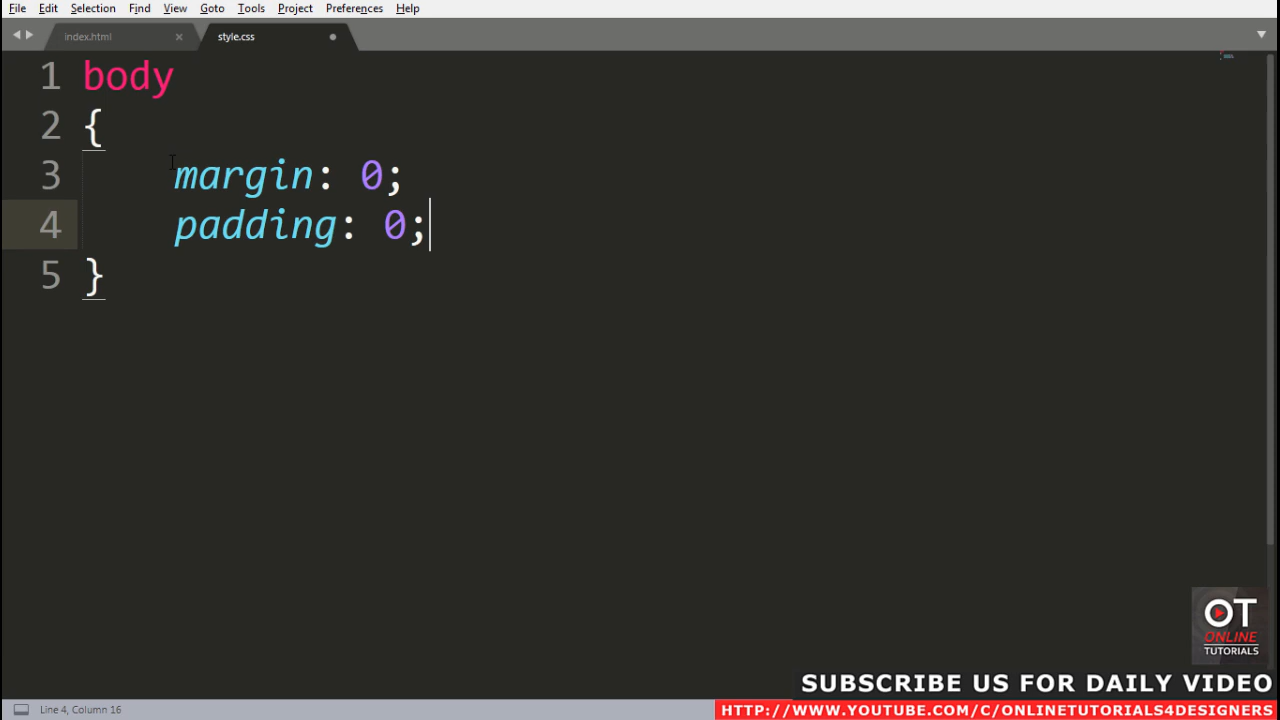 File Edit Selection Find View Goto Tools Project Preferences Help
index.html style.css
1 body
2 {
3 margin: 0;
4 padding: 0;
5 }
OT
ONLINE
TUTORIALS
SUBSCRIBE US FOR DAILY VIDEO
Line 4, Column 16
HTTP://WWW.YOUTUBE.COM/C/ONLINETUTORIALS4DESIGNERS